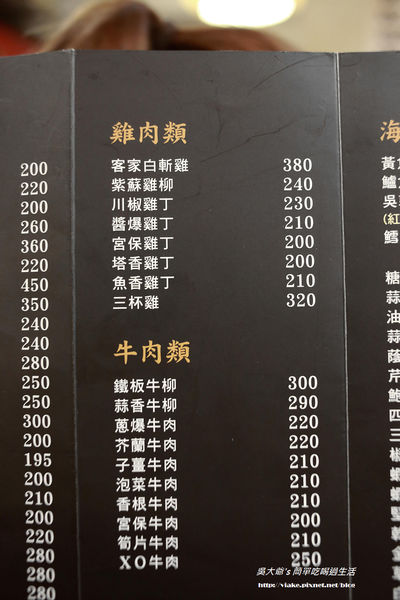 200
220
200
260
360
220
450
350
240
240
280
250
250
300
200
195
200
210
200
220
280
280
280
雞肉類
客家白斬雞 380
紫蘇雞柳 240
川椒雞丁 230
醬爆雞丁 210
宮保雞丁 200
塔香雞丁 200
魚香雞丁 210
三杯雞 320
牛肉類
鐵板牛柳 300
蒜香牛柳 290
蔥爆牛肉 220
芥蘭牛肉 220
子薑牛肉 210
泡菜牛肉 210
香根牛肉 210
宮保牛肉 200
筍片牛肉 210
XO牛肉 250
海
黃
鱸
吳
(紅
鱈
糖
蒜
油
蒜
蔭
芹
鮑
四
三
椒
吳大爺's 簡單吃喝過生活
http://viake.pixnet.net/blog